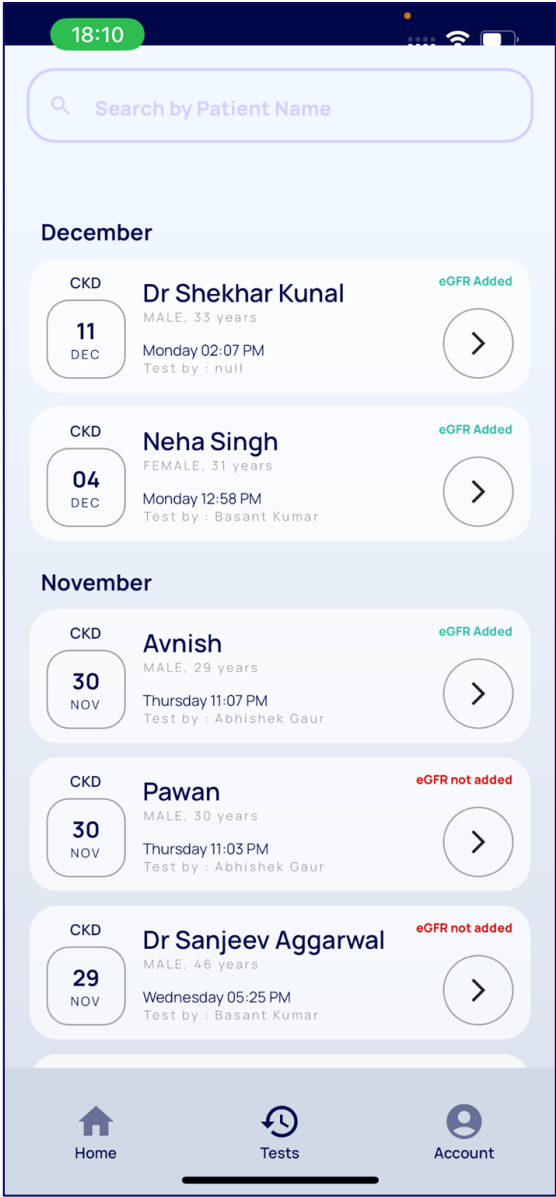 18:10
Search by Patient Name
December
CKD
11
DEC
Dr Shekhar Kunal
MALE, 33 years
Monday 02:07 PM
Test by : null
eGFR Added
CKD
04
DEC
Neha Singh
FEMALE, 31 years
Monday 12:58 PM
Test by : Basant Kumar
eGFR Added
November
CKD
30
NOV
Avnish
MALE, 29 years
Thursday 11:07 PM
Test by : Abhishek Gaur
eGFR Added
CKD
30
NOV
Pawan
MALE, 30 years
Thursday 11:03 PM
Test by : Abhishek Gaur
eGFR not added
CKD
29
NOV
Dr Sanjeev Aggarwal
MALE, 46 years
Wednesday 05:25 PM
Test by : Basant Kumar
eGFR not added
Home
Tests
Account